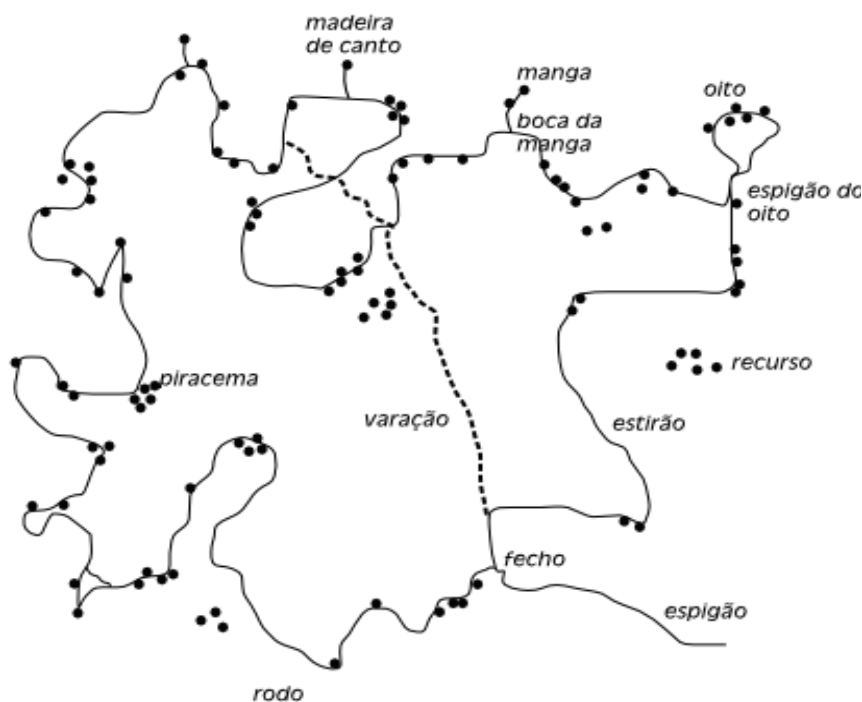 madeira
de canto
manga
oito
boca da
manga
espigão do
oito
recurso
piracema
varação
estirão
fecho
espigão
rodo